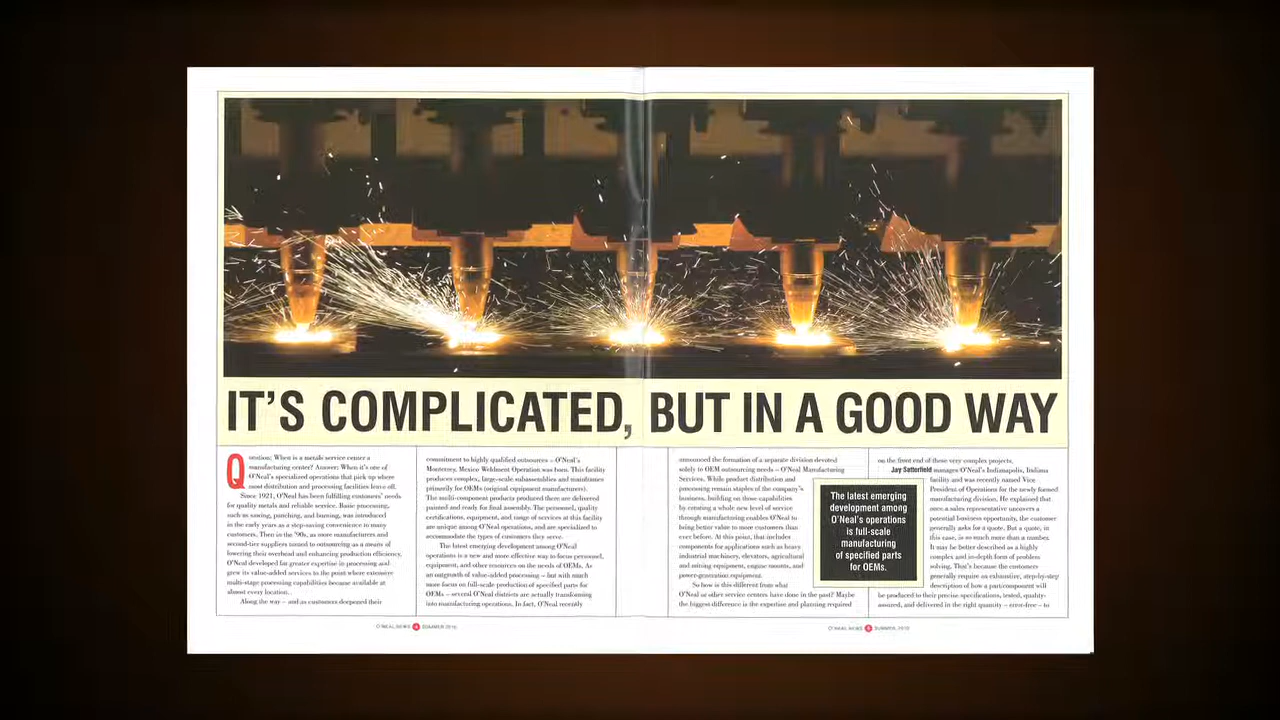 IT'S COMPLICATED, BUT IN A GOOD WAY
Question: When is a metals service center a
manufacturing center? Answer: When it's one of
O'Neal's specialized operations that pick up where
most distribution and processing facilities leave off.
Since 1921, O'Neal has been fulfilling customers' needs
for quality metals and reliable service. Basic processing,
such as sawing, punching, and burning, was introduced
in the early years as a step-saving convenience to many
customers. Then in the '90s, as more manufacturers and
second-tier suppliers turned to outsourcing as a means of
lowering their overhead and enhancing production efficiency,
O'Neal developed far greater expertise in processing and
grew its value-added services to the point where extensive
multi-stage processing capabilities became available at
almost every location.
Along the way – and as customers deepened their
commitment to highly qualified outsources – O'Neal's
Monterrey, Mexico Weldment Operation was born. This facility
produces complex, large-scale subassemblies and mainframes
primarily for OEMs (original equipment manufacturers).
The multi-component products produced there are delivered
painted and ready for final assembly. The personnel, quality
certifications, equipment, and range of services at this facility
are unique among O'Neal operations, and are specialized to
accommodate the types of customers they serve.
The latest emerging development among O'Neal
operations is a new and more effective way to focus personnel,
equipment, and other resources on the needs of OEMs. As
an outgrowth of value-added processing – but with much
more focus on full-scale production of specified parts for
OEMs – several O'Neal districts are actually transforming
into manufacturing operations. In fact, O'Neal recently
announced the formation of a separate division devoted
solely to OEM outsourcing needs – O'Neal Manufacturing
Services. While product distribution and
processing remain staples of the company's
business, building on those capabilities
by creating a whole new level of service
through manufacturing enables O'Neal to
bring better value to more customers than
ever before. At this point, that includes
components for applications such as heavy
industrial machinery, elevators, agricultural
and mining equipment, engine mounts, and
power-generation equipment.
So how is this different from what
O'Neal or other service centers have done in the past? Maybe
the biggest difference is the expertise and planning required
The latest emerging
development among
O'Neal's operations
is full-scale
manufacturing
of specified parts
for OEMs.
on the front end of these very complex projects.
Jay Satterfield manages O'Neal's Indianapolis, Indiana
facility and was recently named Vice
President of Operations for the newly formed
manufacturing division. He explained that
once a sales representative uncovers a
potential business opportunity, the customer
generally asks for a quote. But a quote, in
this case, is so much more than a number.
It may be better described as a highly
complex and in-depth form of problem
solving. That's because the customers
generally require an exhaustive, step-by-step
description of how a part/component will
be produced to their precise specifications, tested, quality-
assured, and delivered in the right quantity – error-free – to
O'NEAL NEWS SUMMER 2010
O'NEAL NEWS SUMMER, 2010